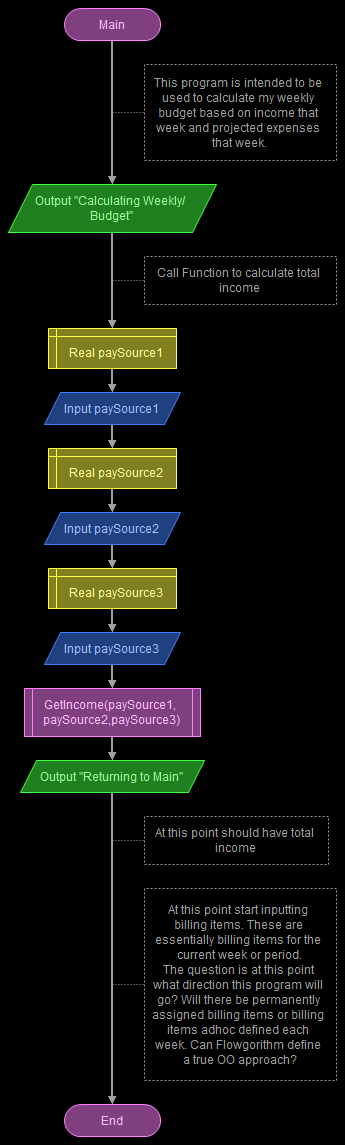 Main
This program is intended to be
used to calculate my weekly
budget based on income that
week and projected expenses
that week.
Output "Calculating Weekly/
Budget"
Call Function to calculate total
income
Real paySource1
Input paySource1
Real paySource2
Input paySource2
Real paySource3
Input paySource3
GetIncome(paySource1,
paySource2,paySource3)
Output "Returning to Main"
At this point should have total
income
At this point start inputting
billing items. These are
essentially billing items for the
current week or period.
The question is at this point
what direction this program will
go? Will there be permanently
assigned billing items or billing
items adhoc defined each
week. Can Flowgorithm define
a true OO approach?
End